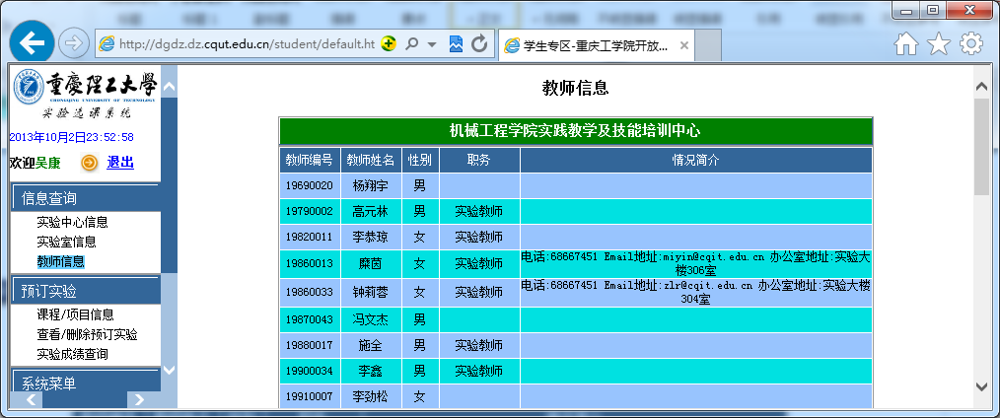 http://dgdz.dz.cqut.edu.cn/student/default.ht
学生专区-重庆工学院开放...
重慶理工大學
CHONGQING UNIVERSITY OF TECHNOLOGY
实验选课系统
2013年10月2日23:52:58
欢迎吴康 退出
信息查询
实验中心信息
实验室信息
教师信息
预订实验
课程/项目信息
查看/删除预订实验
实验成绩查询
系统菜单
教师信息
机械工程学院实践教学及技能培训中心
教师编号 教师姓名 性别 职务 情况简介
19690020 杨翔宇 男
19790002 高元林 男 实验教师
19820011 李恭琼 女 实验教师
19860013 糜茵 女 实验教师 电话:68667451 Email地址:miyin@cqit.edu.cn 办公室地址:实验大
楼306室
19860033 钟莉蓉 女 实验教师 电话:68667451 Email地址:zlr@cqit.edu.cn 办公室地址:实验大楼
304室
19870043 冯文杰 男
19880017 施全 男 实验教师
19900034 李鑫 男 实验教师
19910007 李劲松 女